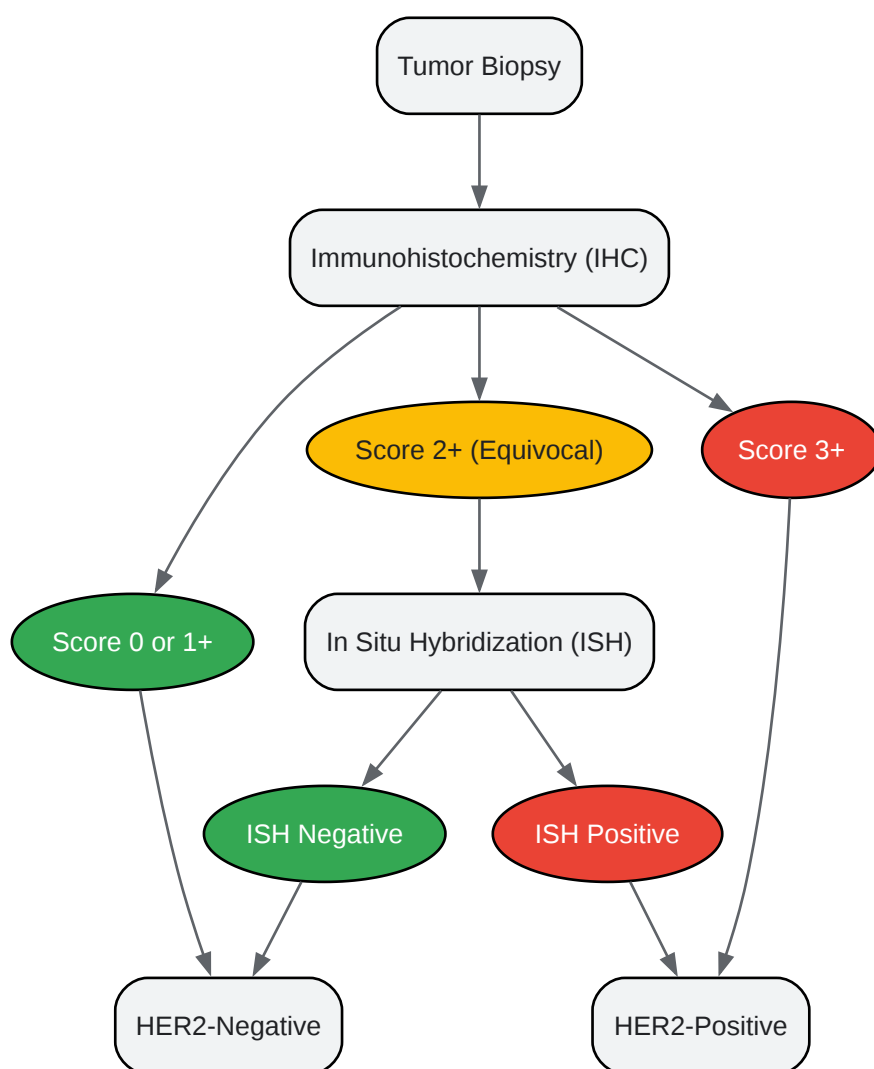 Tumor Biopsy
Immunohistochemistry (IHC)
Score 2+ (Equivocal)
Score 3+
Score 0 or 1+
In Situ Hybridization (ISH)
ISH Negative
ISH Positive
HER2-Negative
HER2-Positive